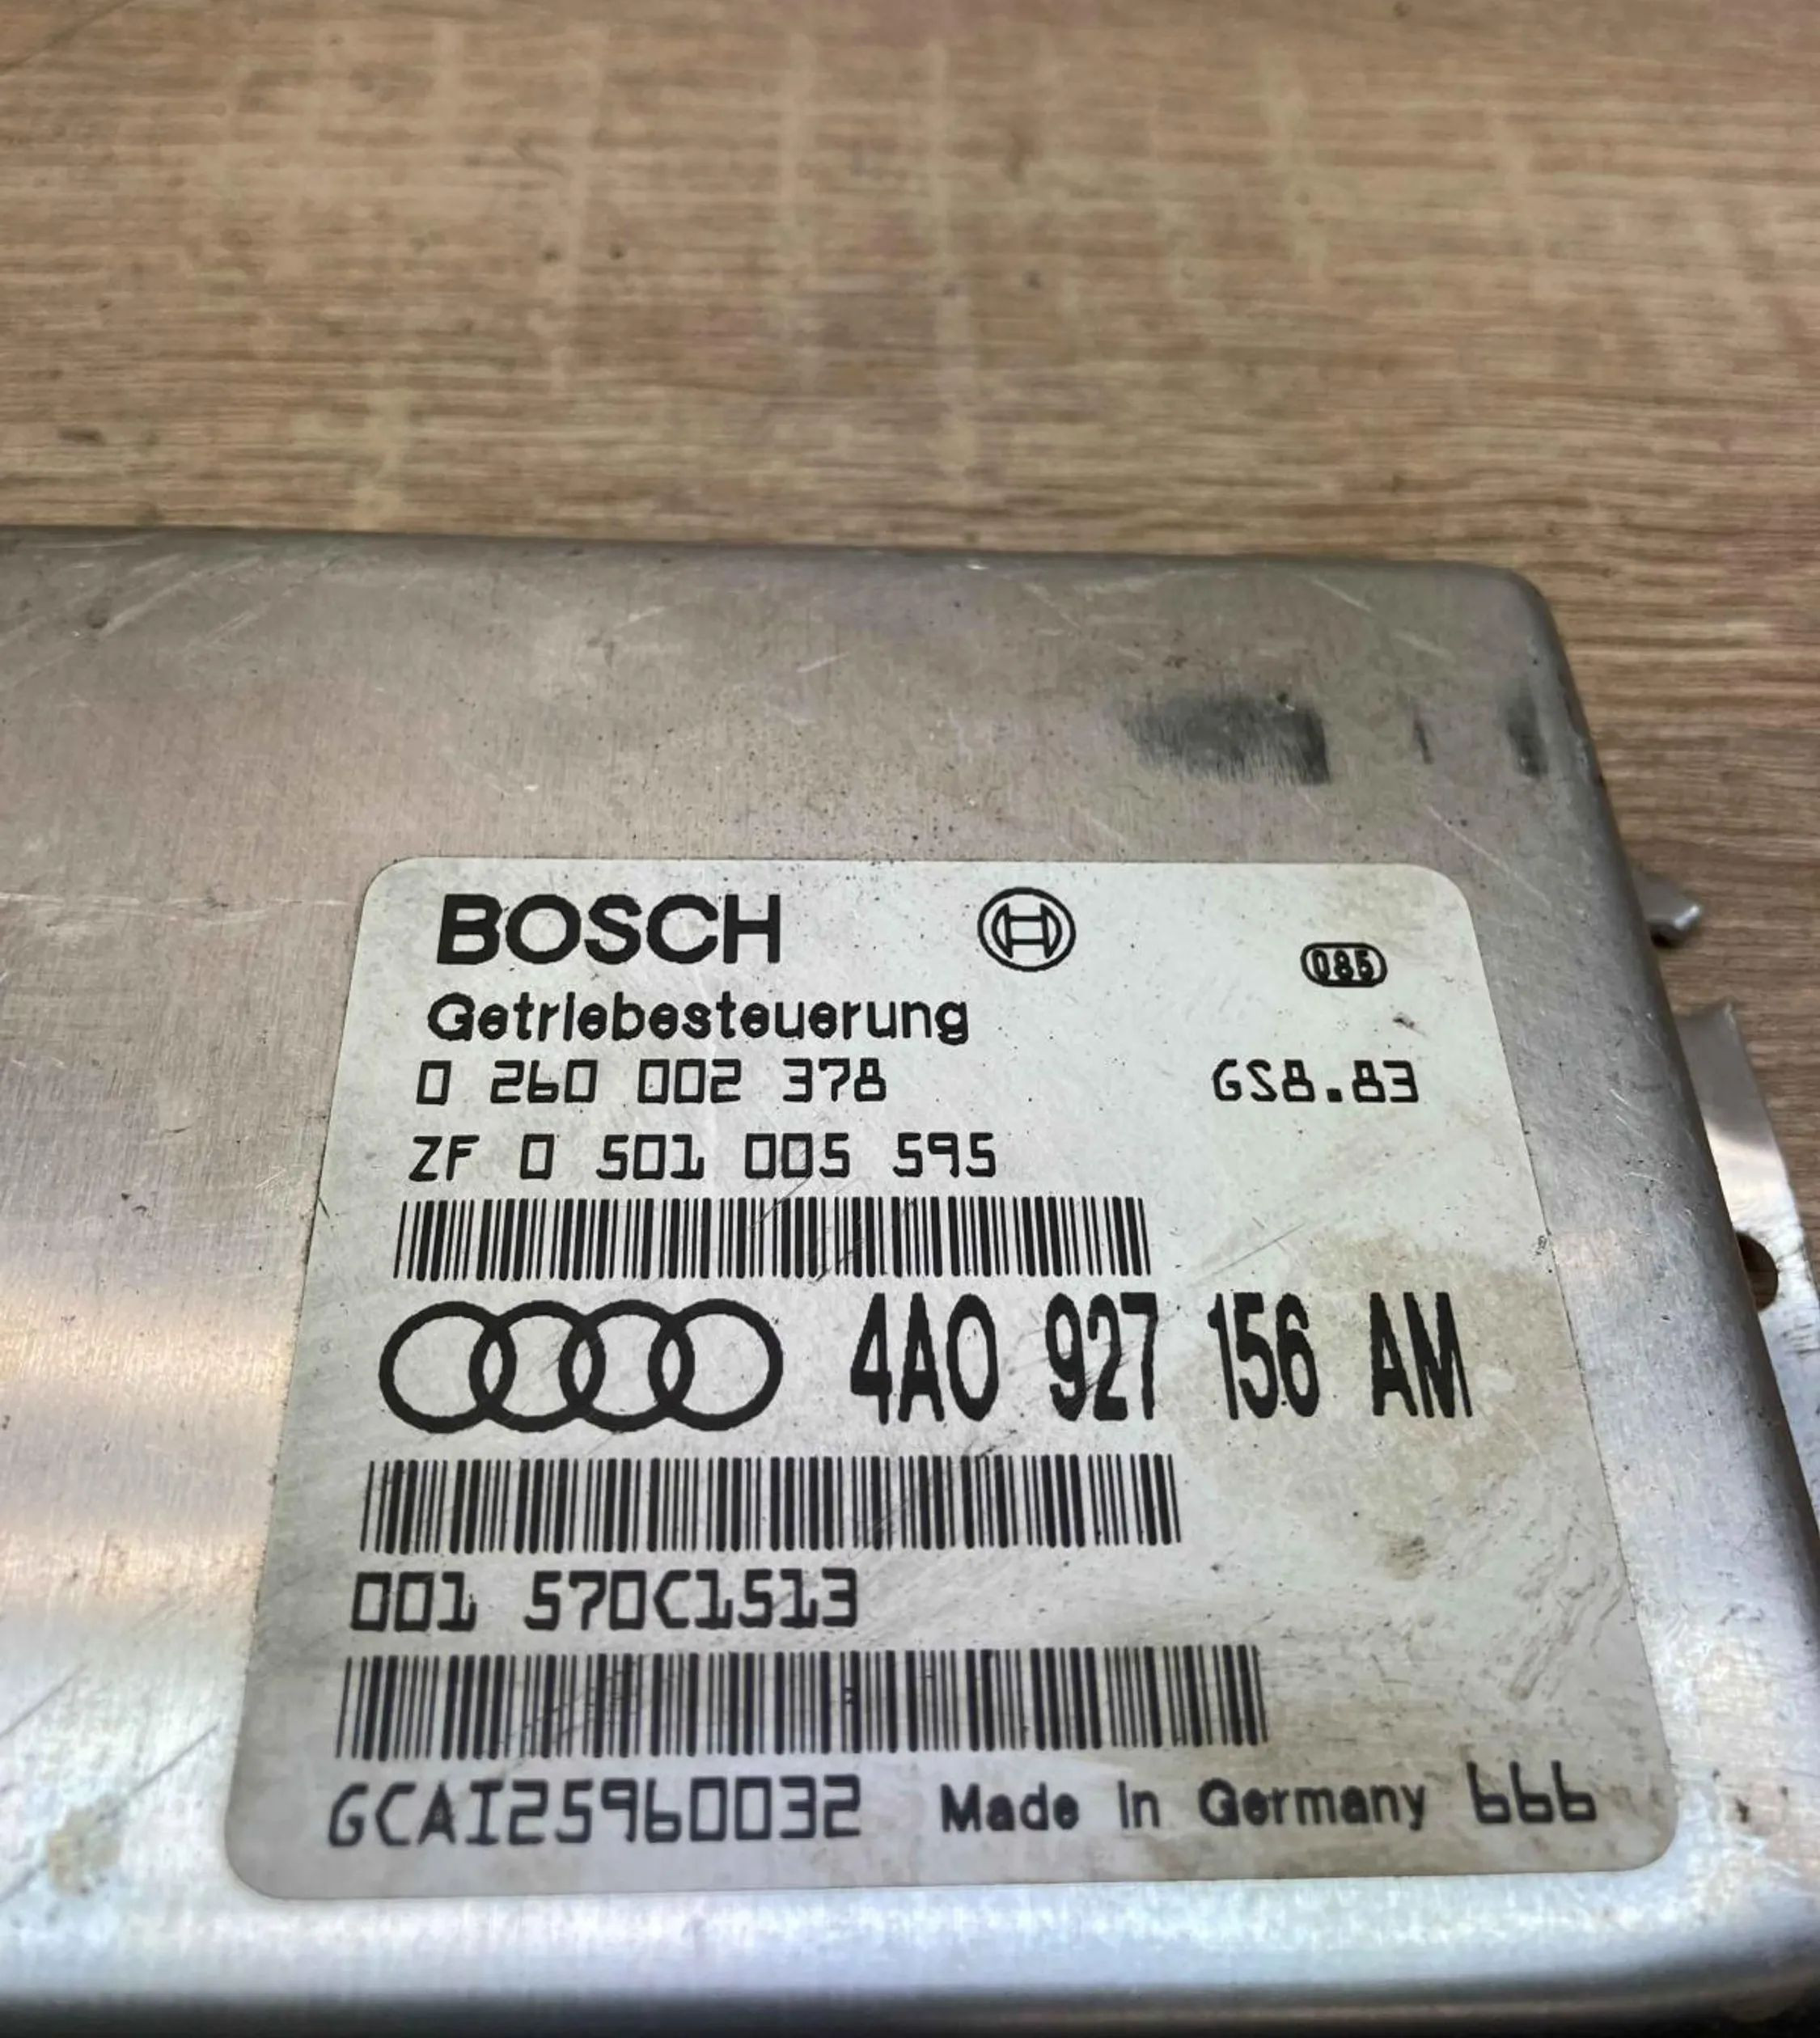 BOSCH
085
Getriebesteuerung
0 260 002 378 GS8.83
ZF 0 501 005 595
4A0 927 156 AM
001 570C1513
GCAI25960032 Made in Germany 666